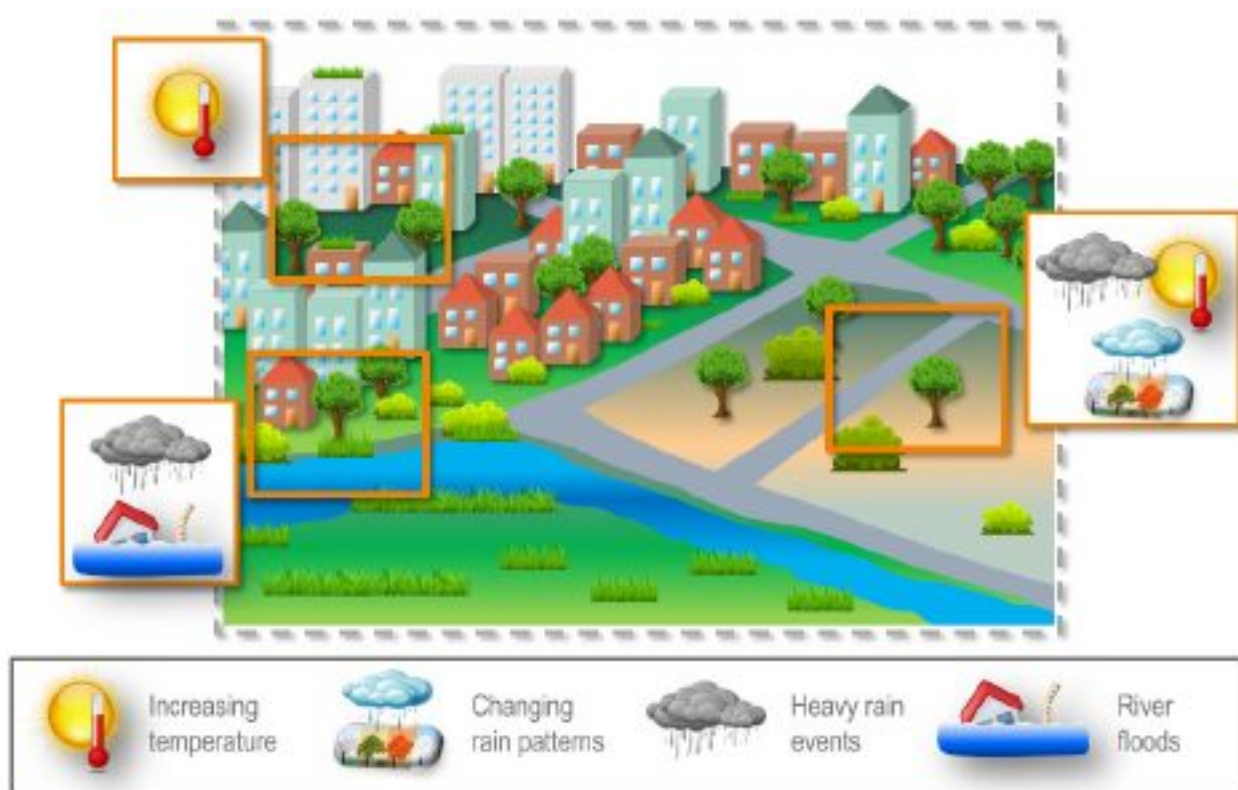 Increasing
temperature
Changing
rain patterns
Heavy rain
events
River
floods